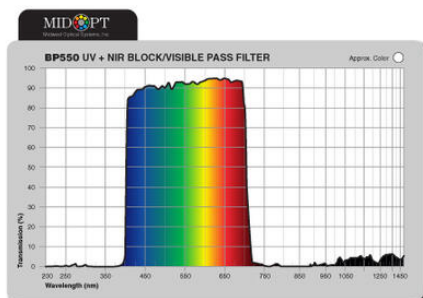 MIDOPT
Midwest Optical Systems, Inc.
BP550 UV + NIR BLOCK/VISIBLE PASS FILTER
Approx. Color
100
90
80
70
60
50
40
30
20
10
0
Transmission (%)
200 250 350 450 550 650 750 850 950 1050 1250 1450
Wavelength (nm)